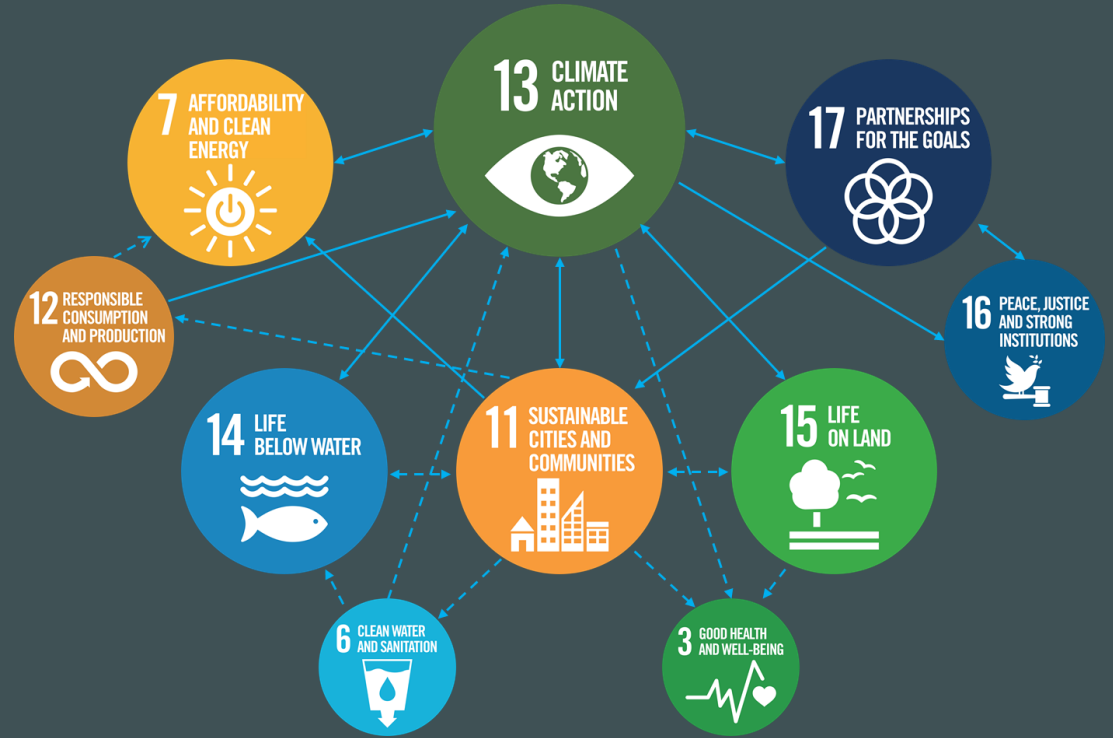 13 CLIMATE
ACTION
7 AFFORDABILITY
AND CLEAN
ENERGY
17 PARTNERSHIPS
FOR THE GOALS
12 RESPONSIBLE
CONSUMPTION
AND PRODUCTION
16 PEACE, JUSTICE
AND STRONG
INSTITUTIONS
14 LIFE
BELOW WATER
11 SUSTAINABLE
CITIES AND
COMMUNITIES
15 LIFE
ON LAND
6 CLEAN WATER
AND SANITATION
3 GOOD HEALTH
AND WELL-BEING